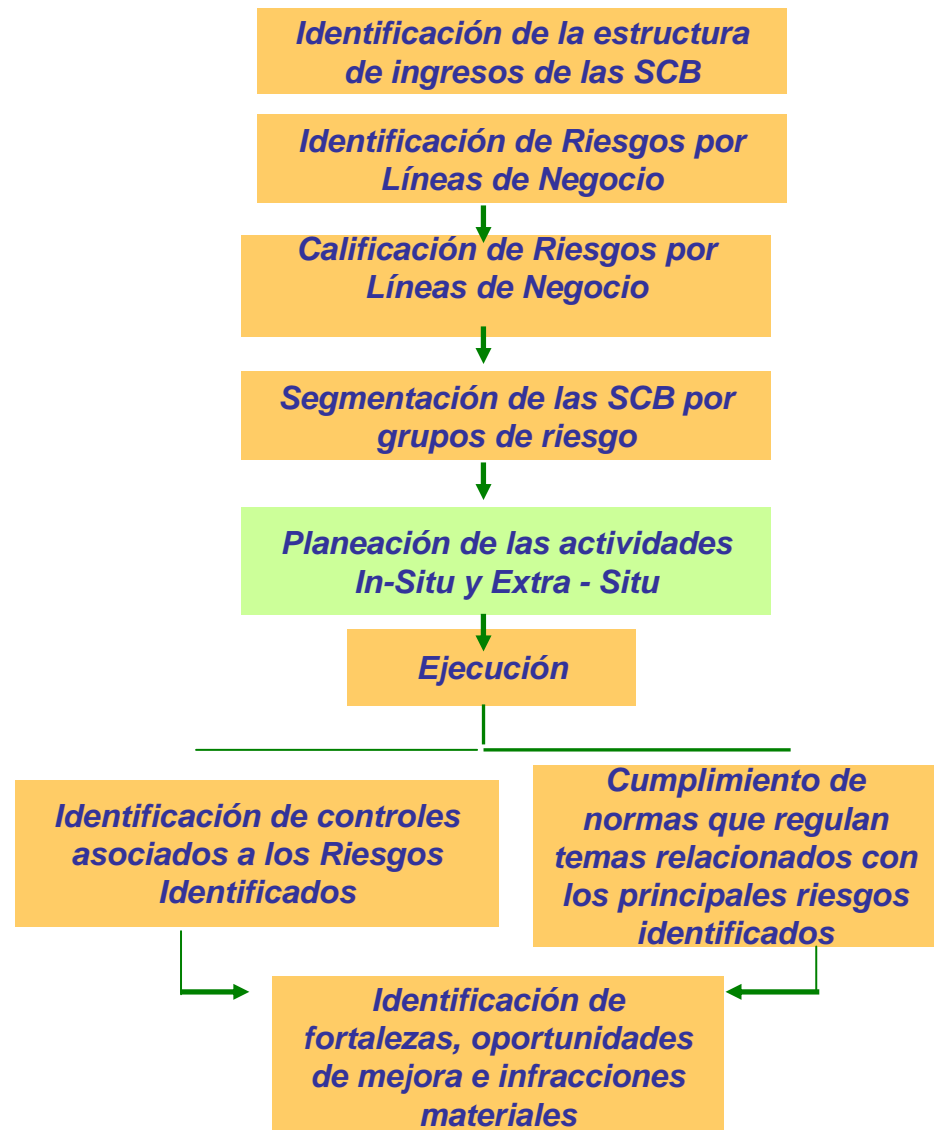 Identificación de la estructura
de ingresos de las SCB
Identificación de Riesgos por
Líneas de Negocio
Calificación de Riesgos por
Líneas de Negocio
Segmentación de las SCB por
grupos de riesgo
Planeación de las actividades
In-Situ y Extra - Situ
Ejecución
Identificación de controles
asociados a los Riesgos
Identificados
Cumplimiento de
normas que regulan
temas relacionados con
los principales riesgos
identificados
Identificación de
fortalezas, oportunidades
de mejora e infracciones
materiales